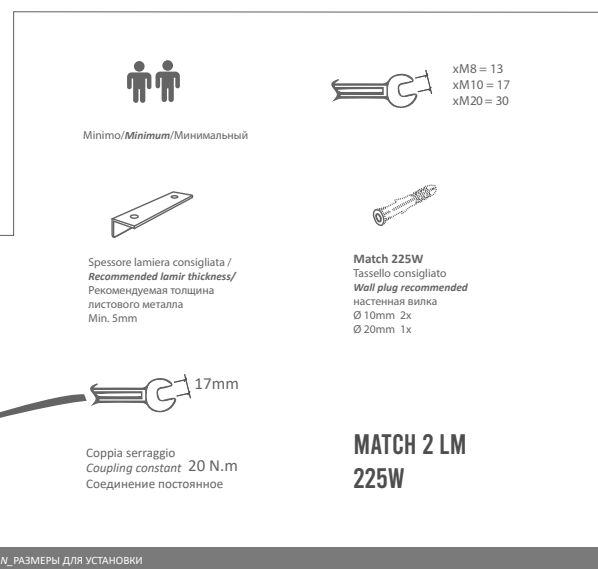 xM8 = 13
xM10 = 17
xM20 = 30
Minimo/Minimum/Минимальный
Spessore lamiera consigliata /
Recommended lamir thickness/
Рекомендуемая толщина
листового металла
Min. 5mm
Match 225W
Tassello consigliato
Wall plug recommended
настенная вилка
Ø 10mm 2x
Ø 20mm 1x
17mm
Coppia serraggio
Coupling constant 20 N.m
Соединение постоянное
MATCH 2 LM
225W
N_РАЗМЕРЫ ДЛЯ УСТАНОВКИ